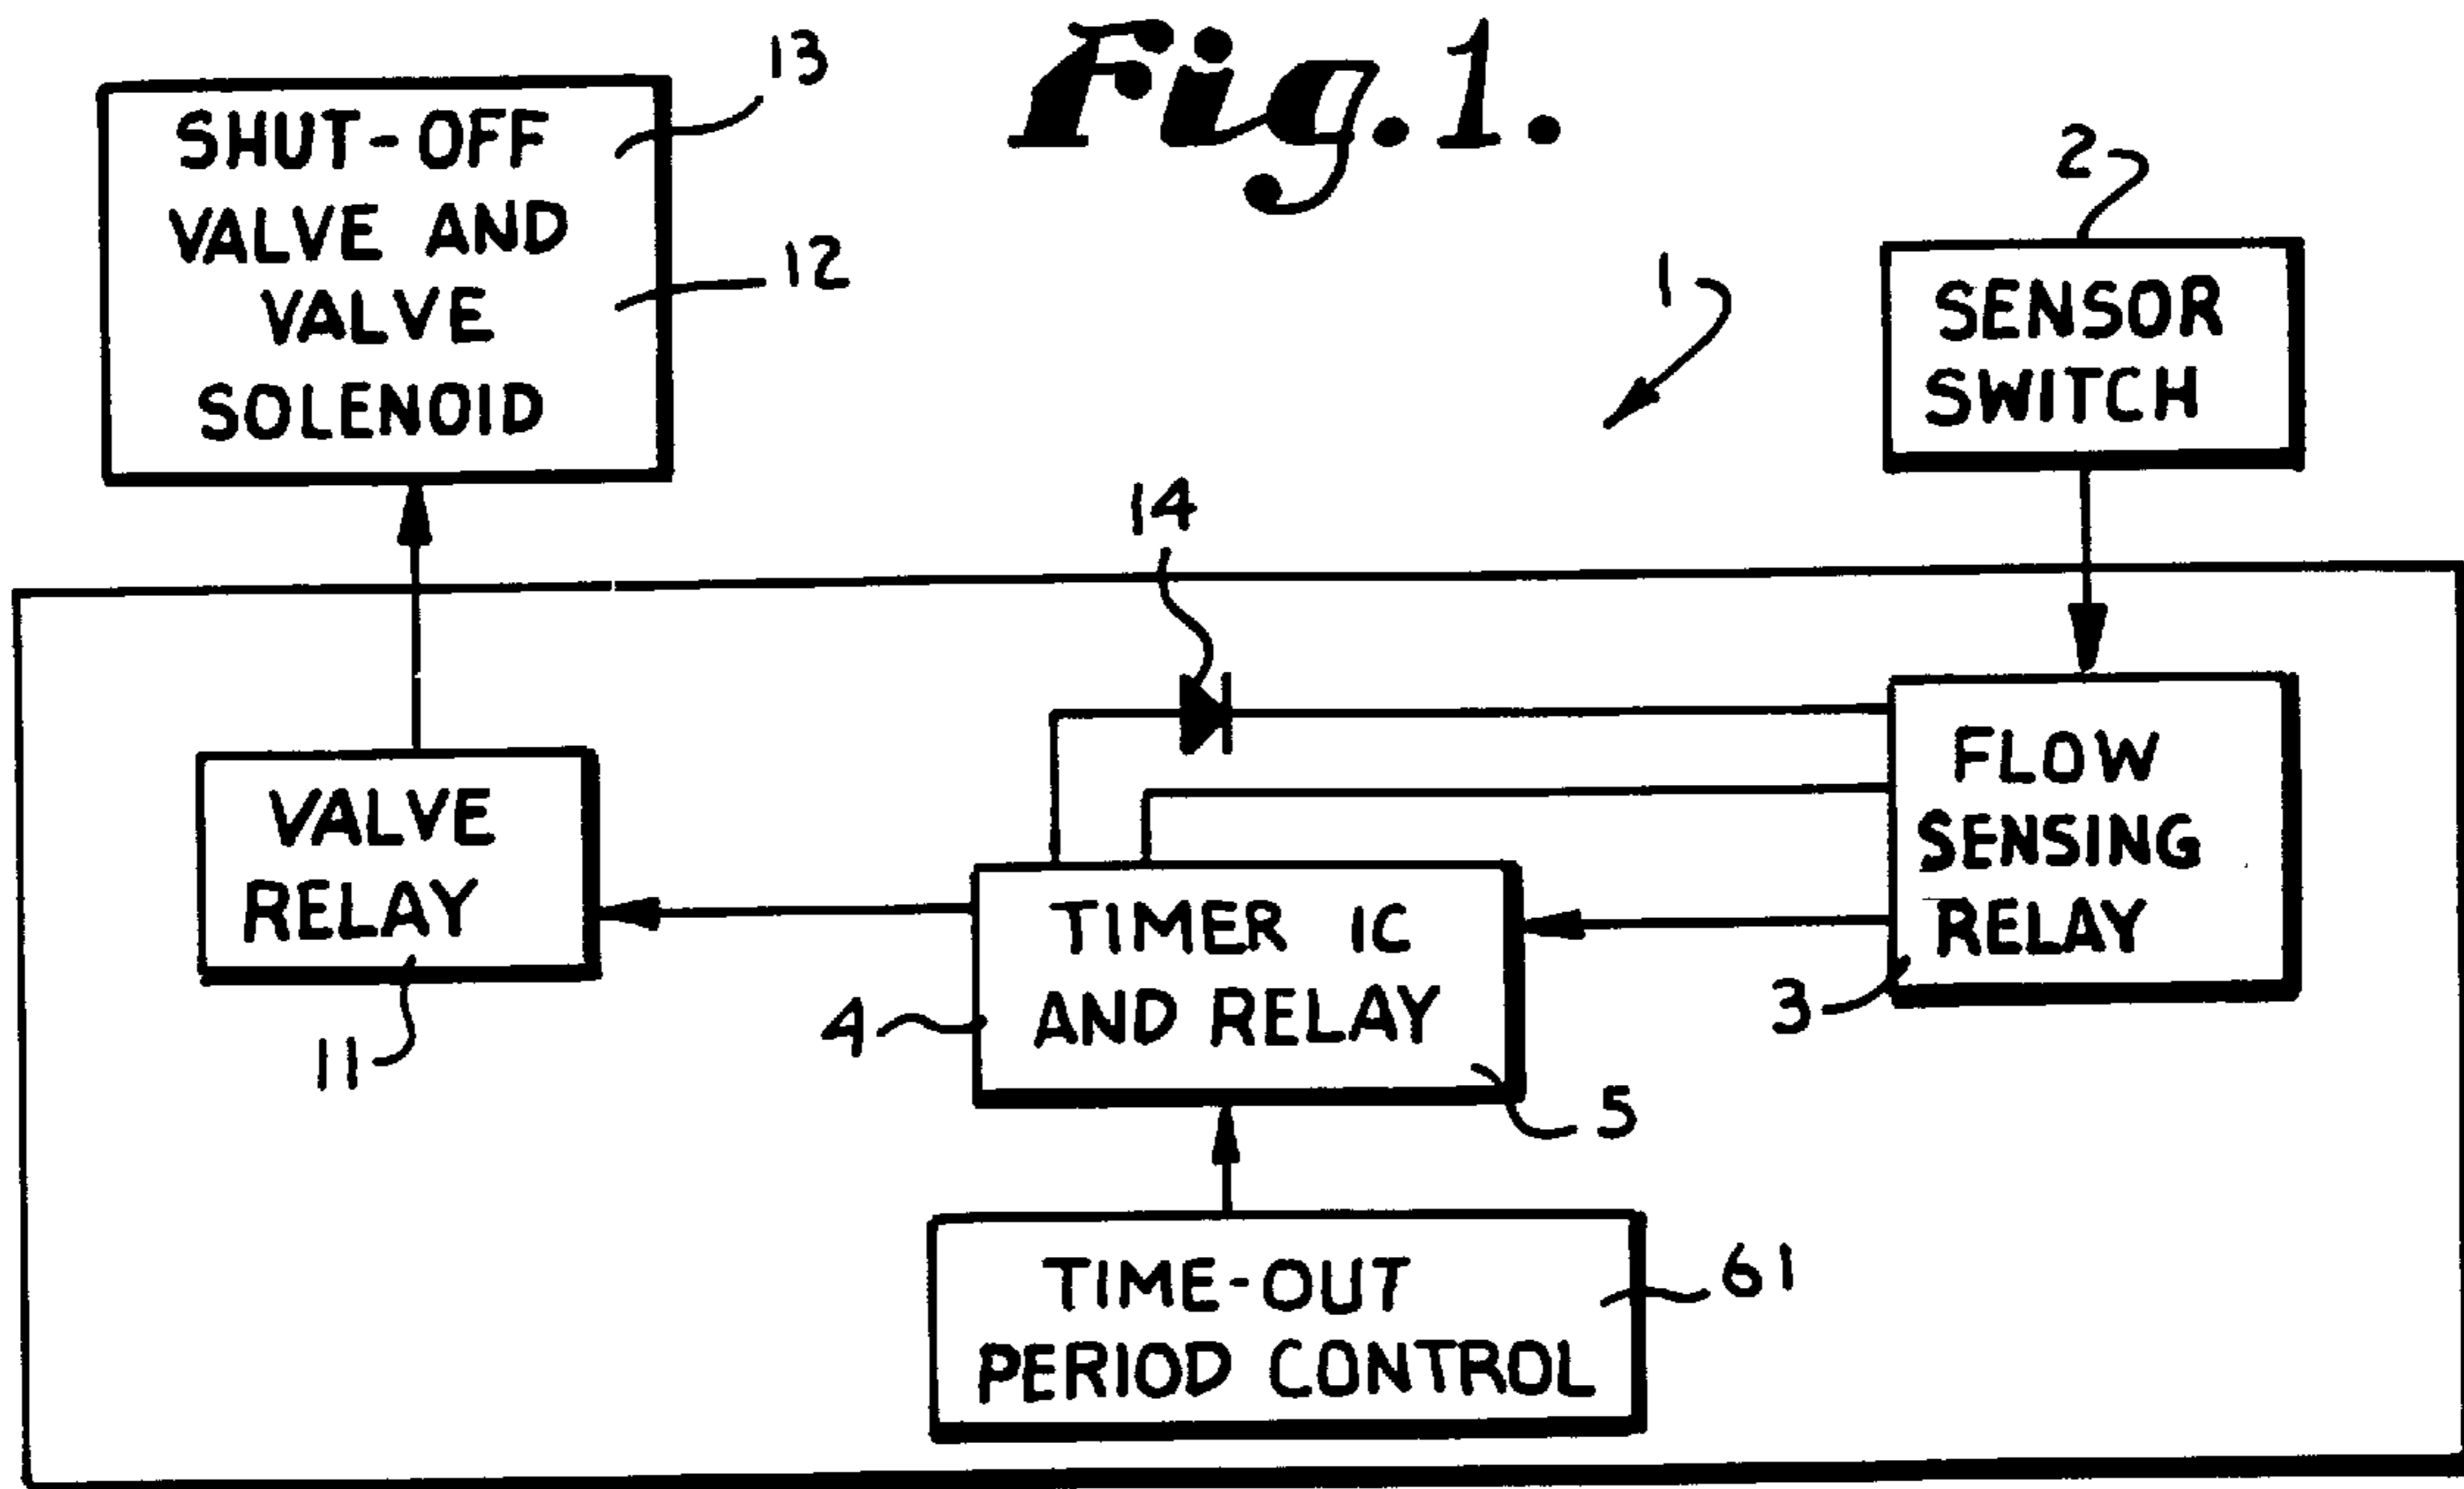 Fig.1.
13
SHUT-OFF
VALVE AND
VALVE
SOLENOID
12
1
2
SENSOR
SWITCH
14
VALVE
RELAY
11
TIMER IC
AND RELAY
4
5
FLOW
SENSING
RELAY
3
TIME-OUT
PERIOD CONTROL
61